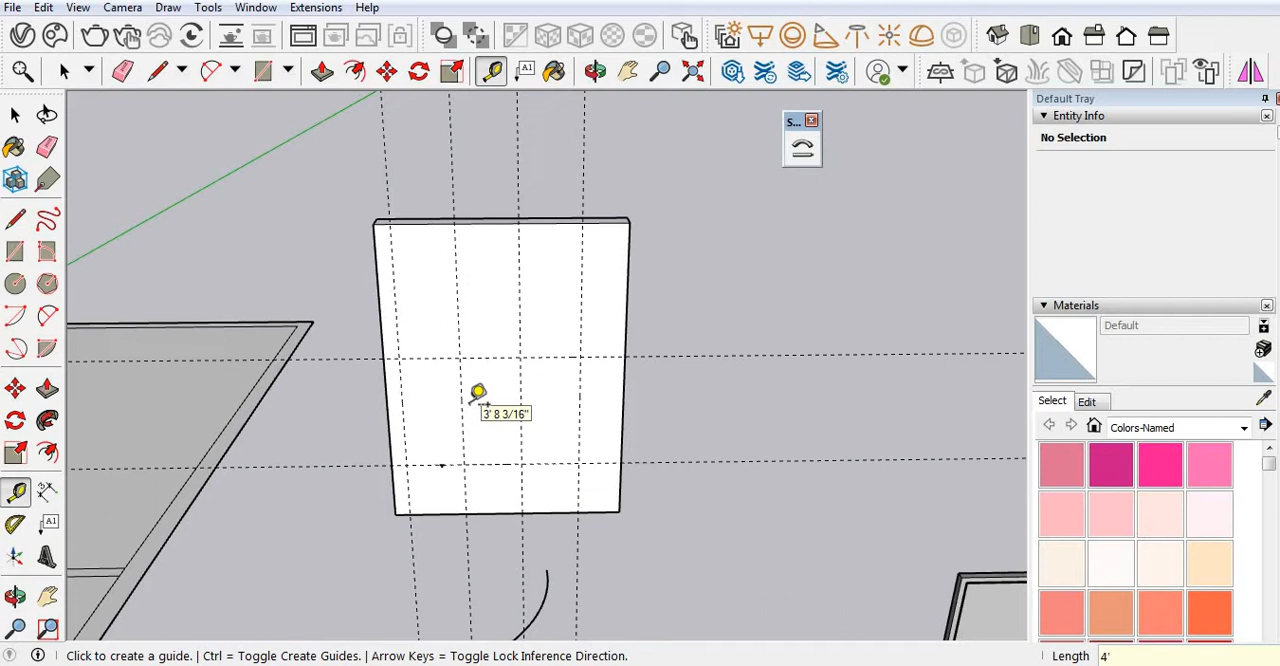 File Edit View Camera Draw Tools Window Extensions Help
A1
S...
Default Tray
Entity Info
No Selection
Materials
Default
Select Edit
Colors-Named
3' 8 3/16"
A1
Click to create a guide. | Ctrl = Toggle Create Guides. | Arrow Keys = Toggle Lock Inference Direction.
Length 4'